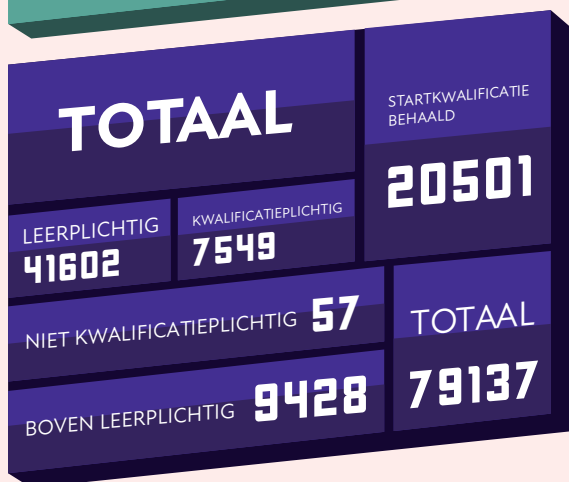 TOTAAL
STARTKWALIFICATIE
BEHAALD
20501
LEERPLICHTIG
41602
KWALIFICATIEPLICHTIG
7549
NIET KWALIFICATIEPLICHTIG 57
BOVEN LEERPLICHTIG 9428
TOTAAL
79137